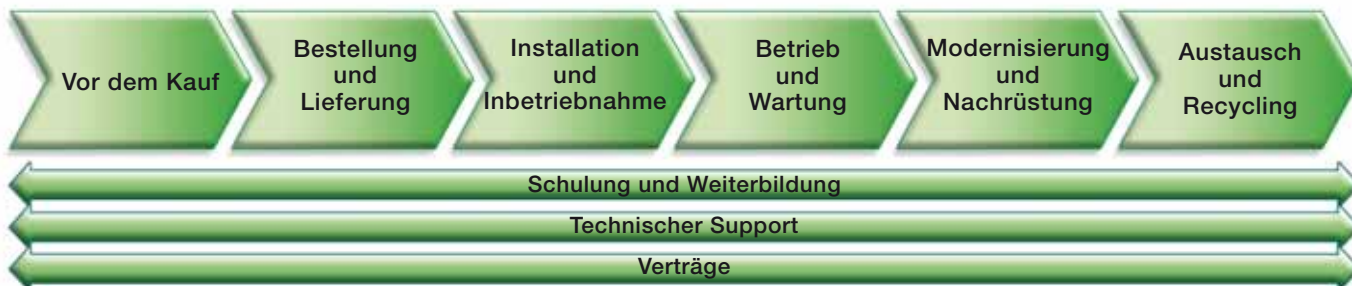 Vor dem Kauf
Bestellung
und
Lieferung
Installation
und
Inbetriebnahme
Betrieb
und
Wartung
Modernisierung
und
Nachrüstung
Austausch
und
Recycling
Schulung und Weiterbildung
Technischer Support
Verträge